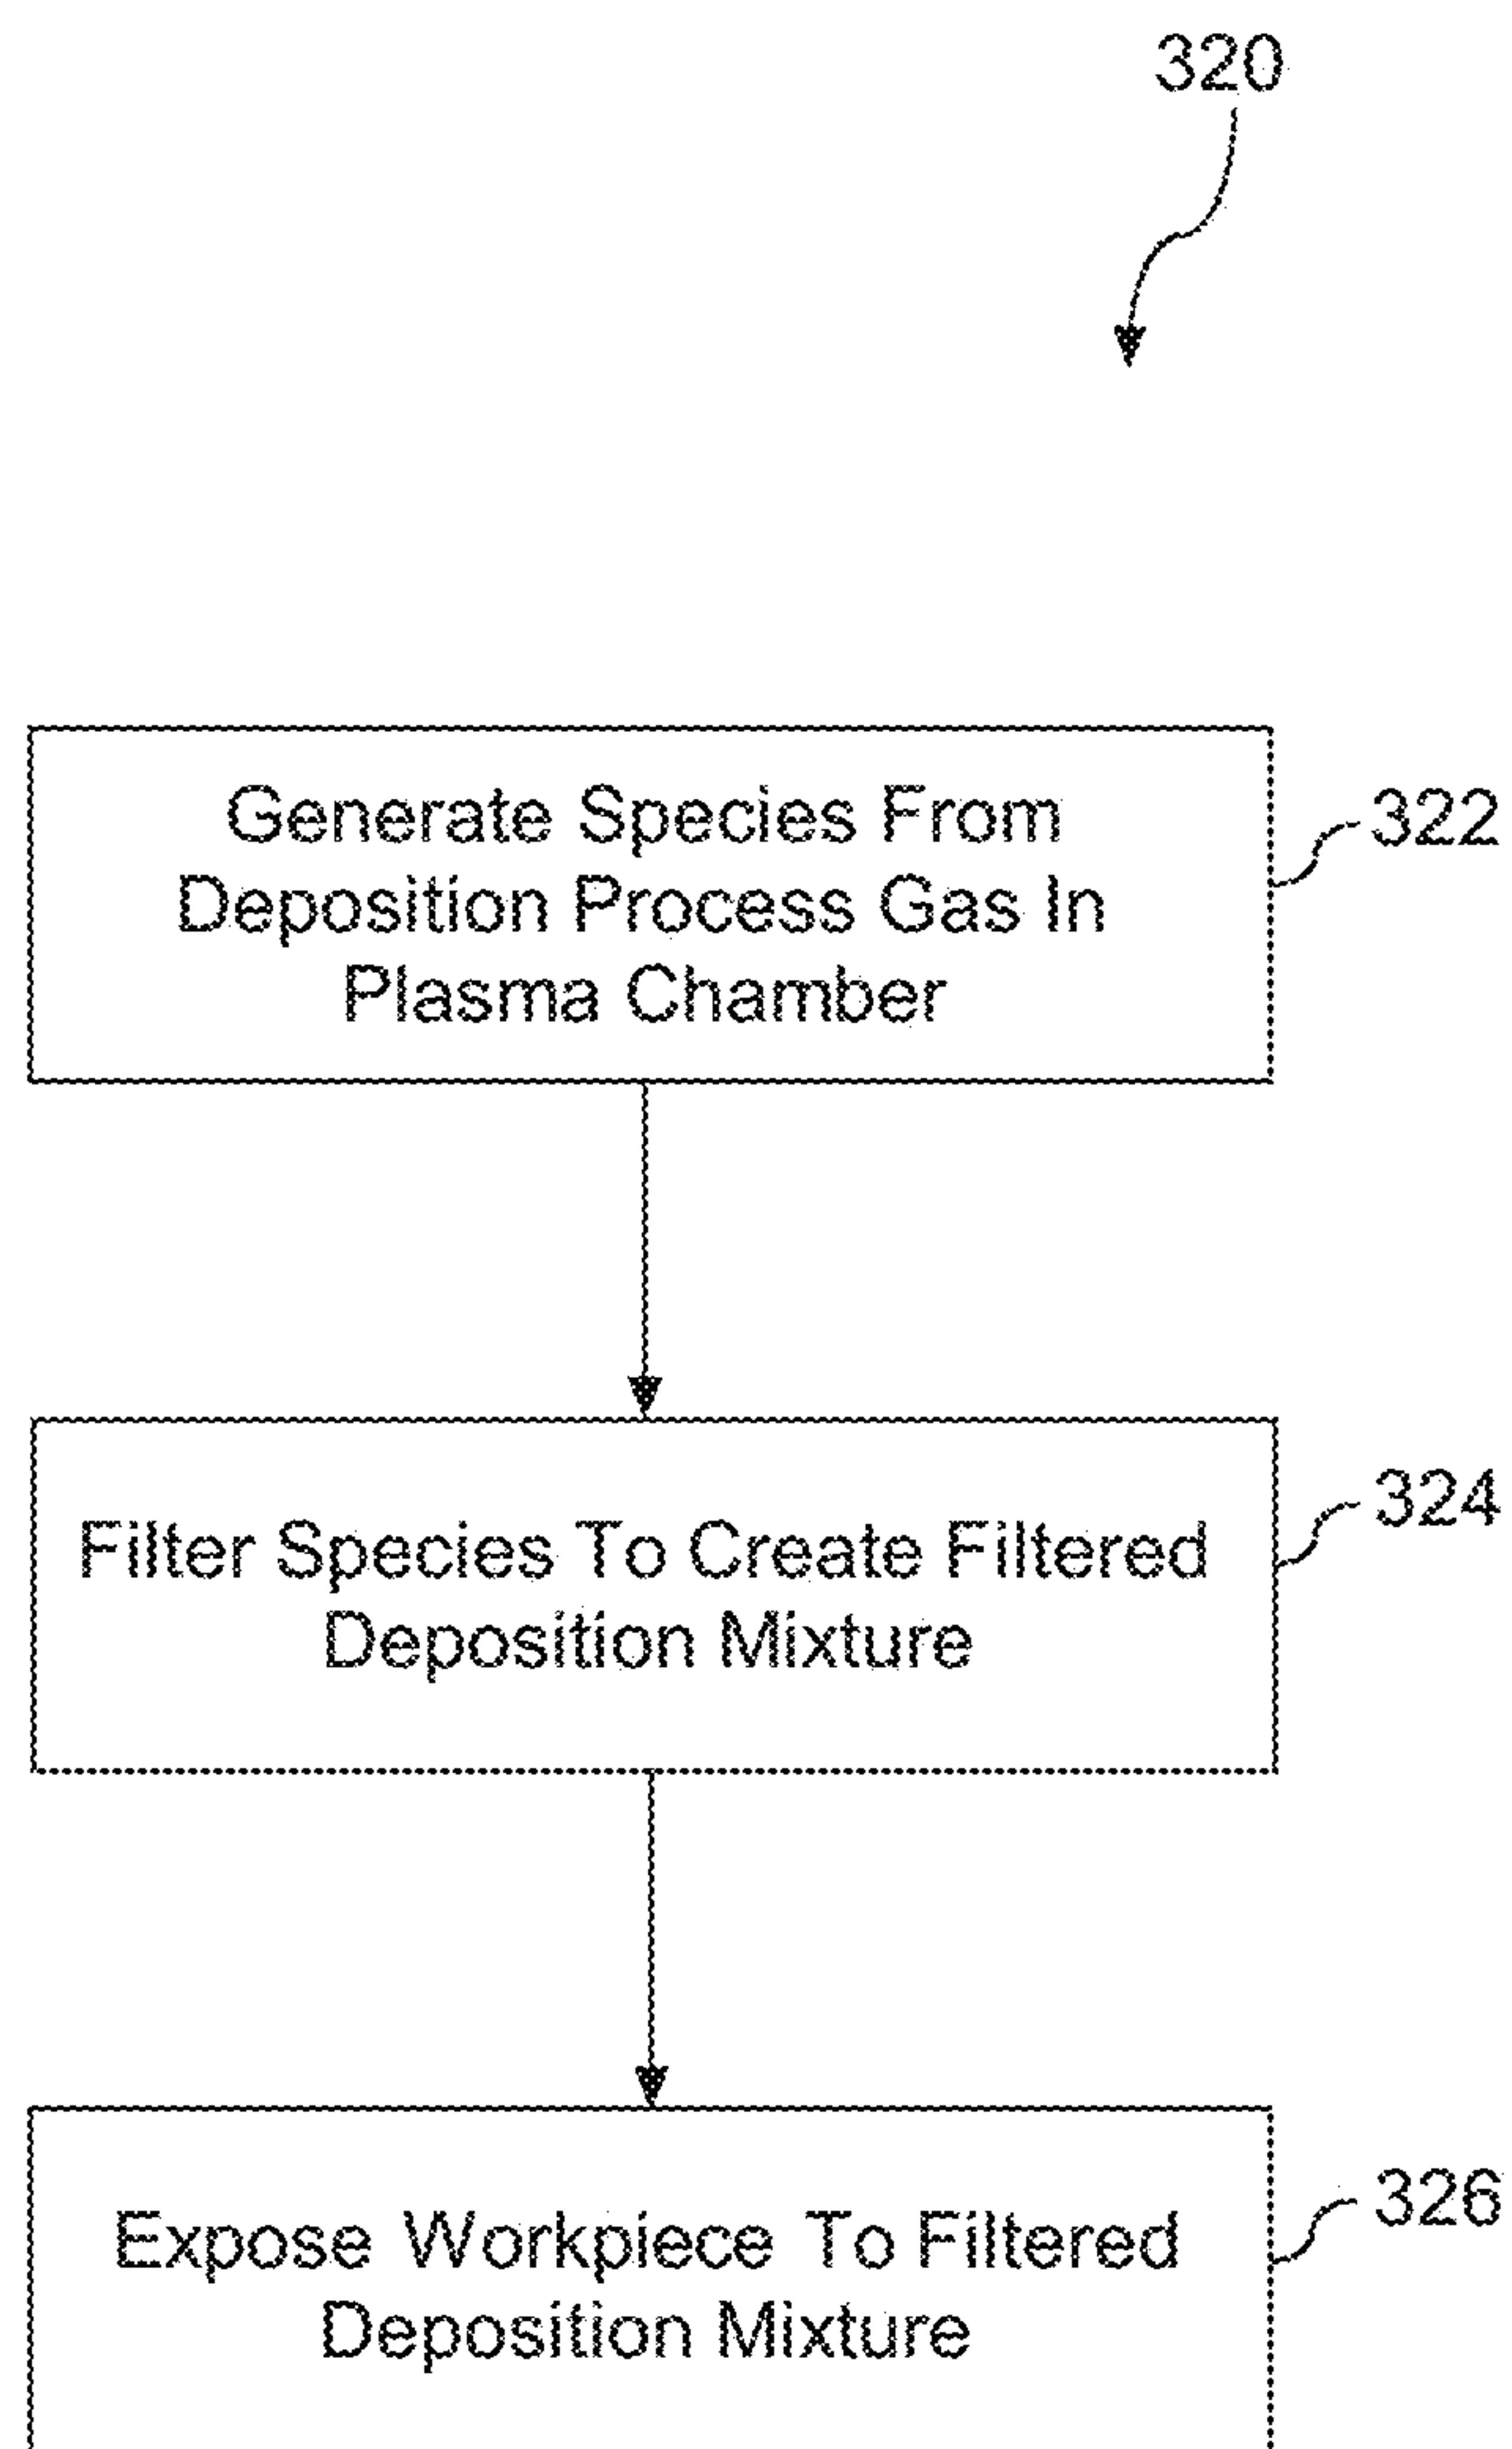 320
Generate Species From
Deposition Process Gas In
Plasma Chamber
322
Filter Species To Create Filtered
Deposition Mixture
324
Expose Workpiece To Filtered
Deposition Mixture
326